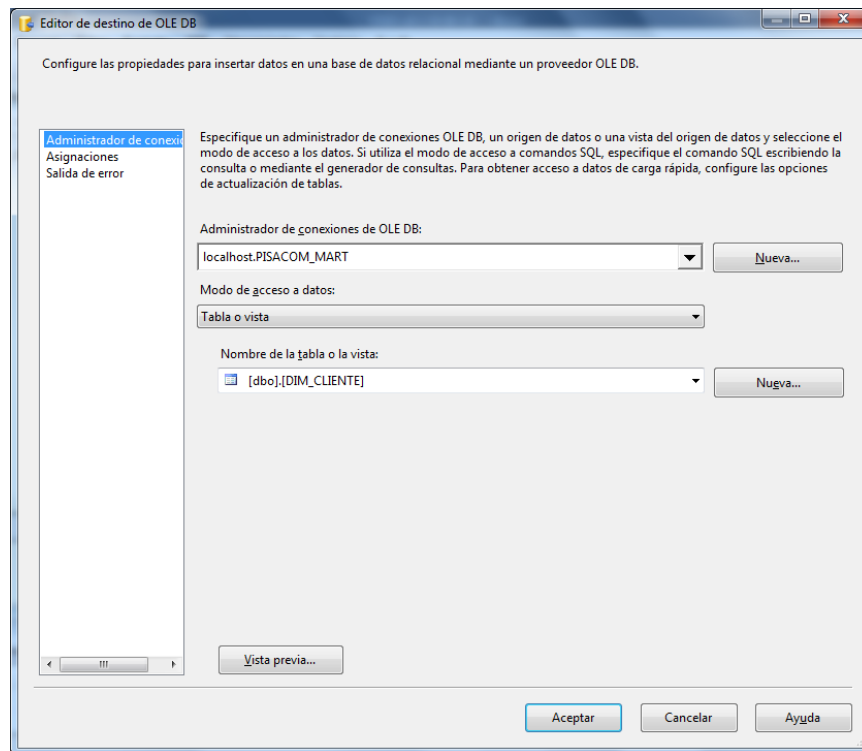 Editor de destino de OLE DB
Configure las propiedades para insertar datos en una base de datos relacional mediante un proveedor OLE DB.
Administrador de conexi
Asignaciones
Salida de error
Especifique un administrador de conexiones OLE DB, un origen de datos o una vista del origen de datos y seleccione el
modo de acceso a los datos. Si utiliza el modo de acceso a comandos SQL, especifique el comando SQL escribiendo la
consulta o mediante el generador de consultas. Para obtener acceso a datos de carga rápida, configure las opciones
de actualización de tablas.
Administrador de conexiones de OLE DB:
localhost.PISACOM_MART
Nueva...
Modo de acceso a datos:
Tabla o vista
Nombre de la tabla o la vista:
[dbo].[DIM_CLIENTE]
Nueva...
Vista previa...
Aceptar
Cancelar
Ayuda